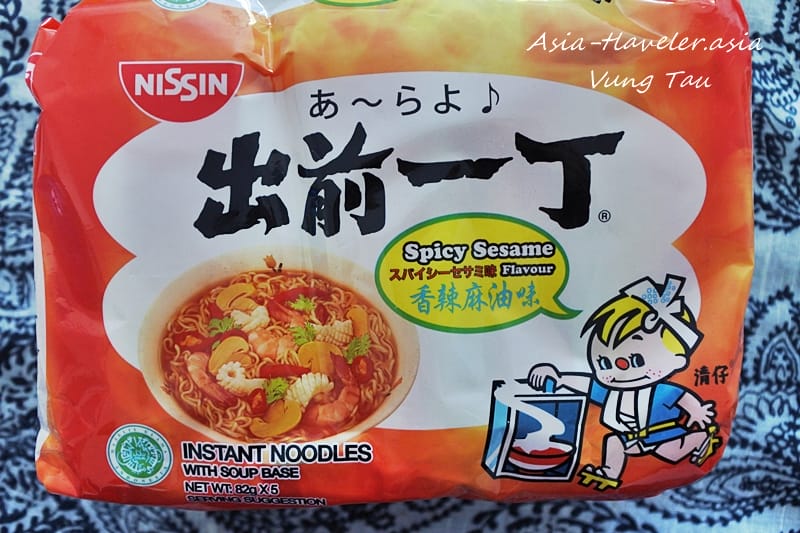 Asia-Haveler.asia
Vung Tau
NISSIN
あ〜らよ♪
出前一丁®
Spicy Sesame
スパイシーセサミ味 Flavour
香辣麻油味
清仔
INSTANT NOODLES
WITH SOUP BASE
NET WT: 82g X 5
SERVING SUGGESTION